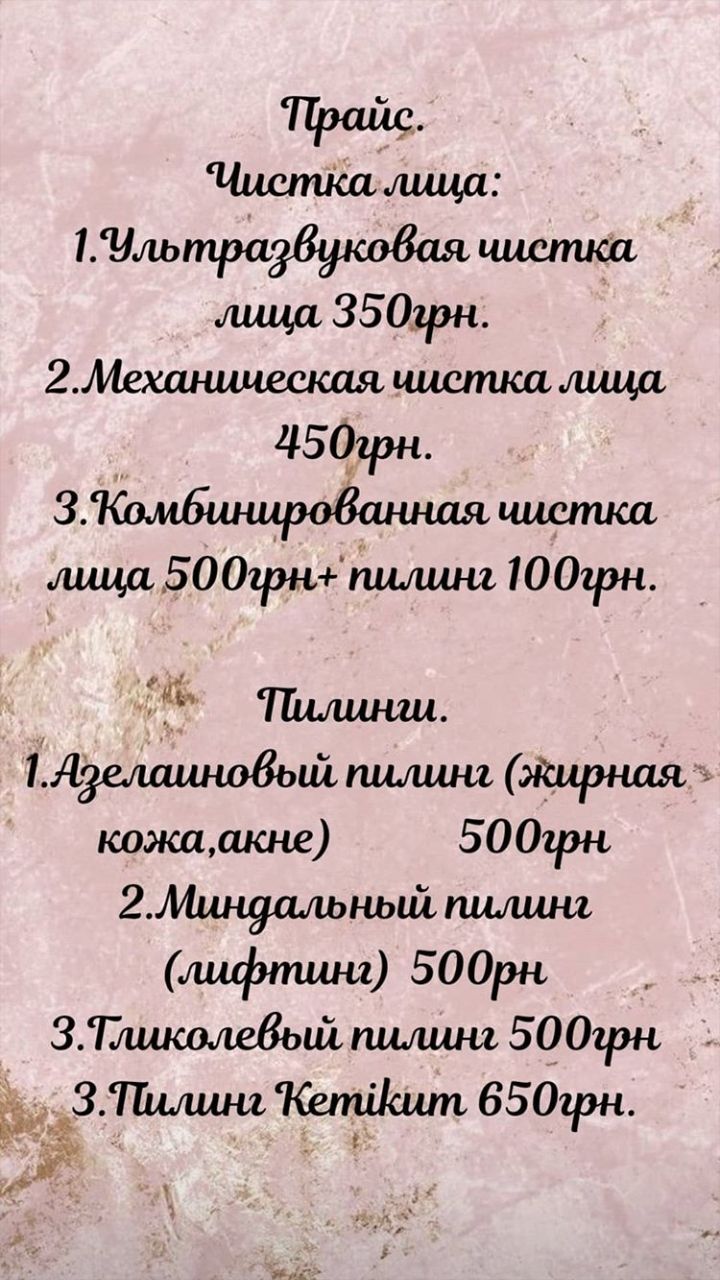 Прайс.
Чистка лица:
1.Ультразвуковая чистка
лица 350грн.
2.Механическая чистка лица
450грн.
3.Комбинированная чистка
лица 500грн+ пилинг 100грн.
Пилинги.
1.Азелаиновый пилинг (жирная
кожа,акне) 500грн
2.Миндальный пилинг
(лифтинг) 500рн
3.Гликолевый пилинг 500грн
3.Пилинг Кетікит 650грн.